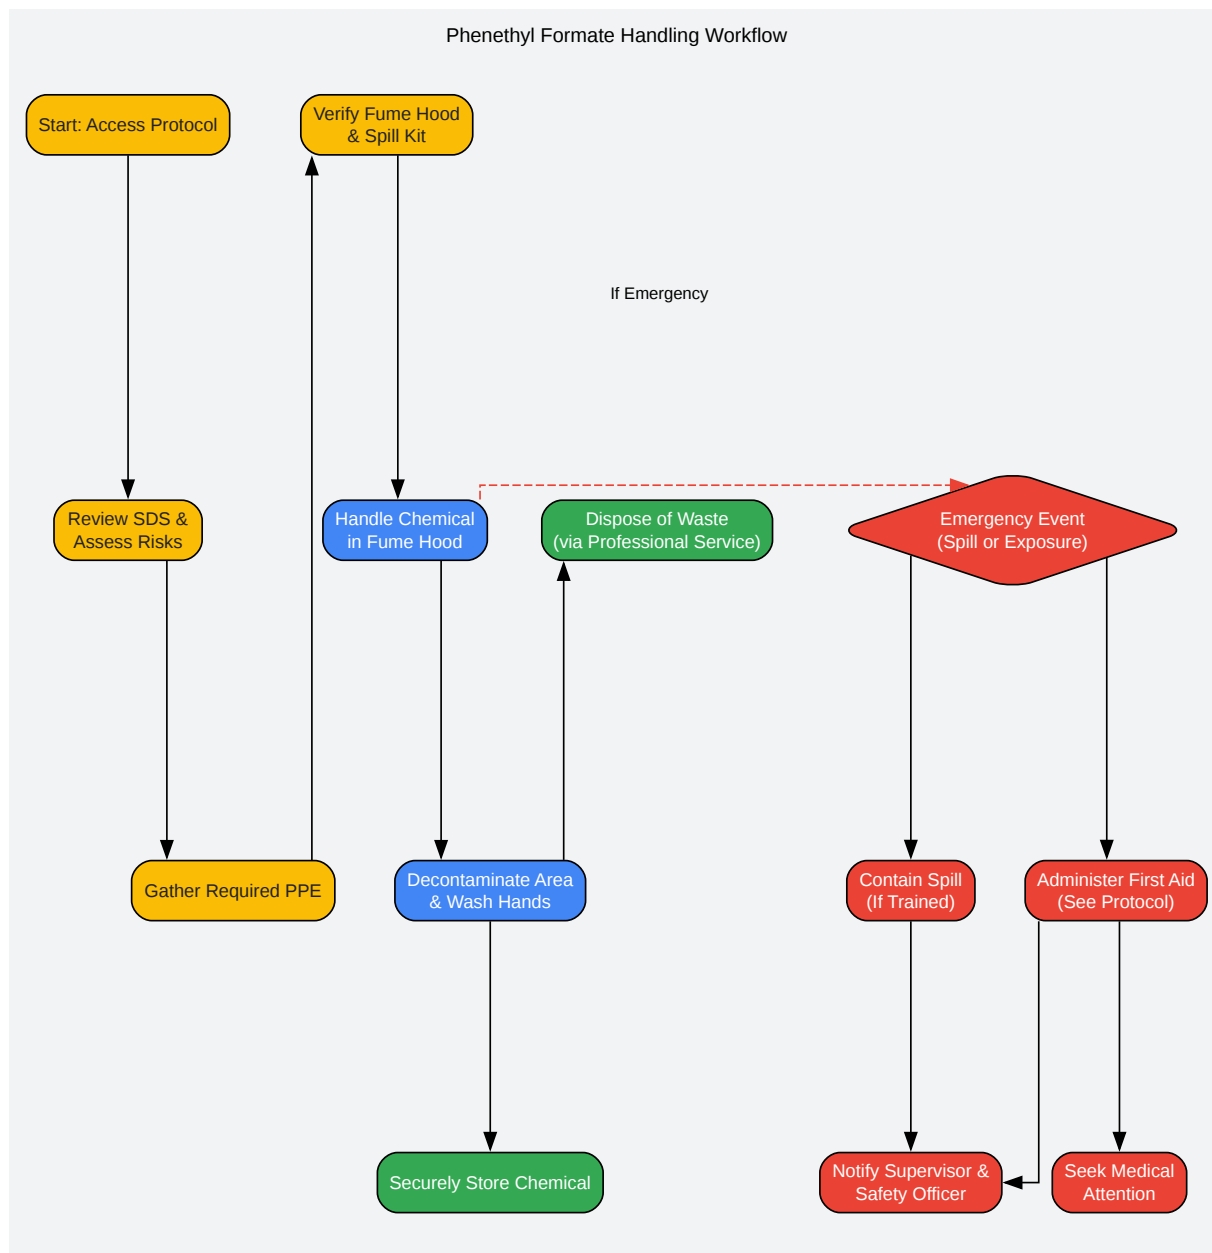 Phenethyl Formate Handling Workflow
Start: Access Protocol
Verify Fume Hood
& Spill Kit
If Emergency
Review SDS &
Assess Risks
Handle Chemical
in Fume Hood
Dispose of Waste
(via Professional Service)
Emergency Event
(Spill or Exposure)
Gather Required PPE
Decontaminate Area
& Wash Hands
Contain Spill
(If Trained)
Administer First Aid
(See Protocol)
Securely Store Chemical
Notify Supervisor &
Safety Officer
Seek Medical
Attention